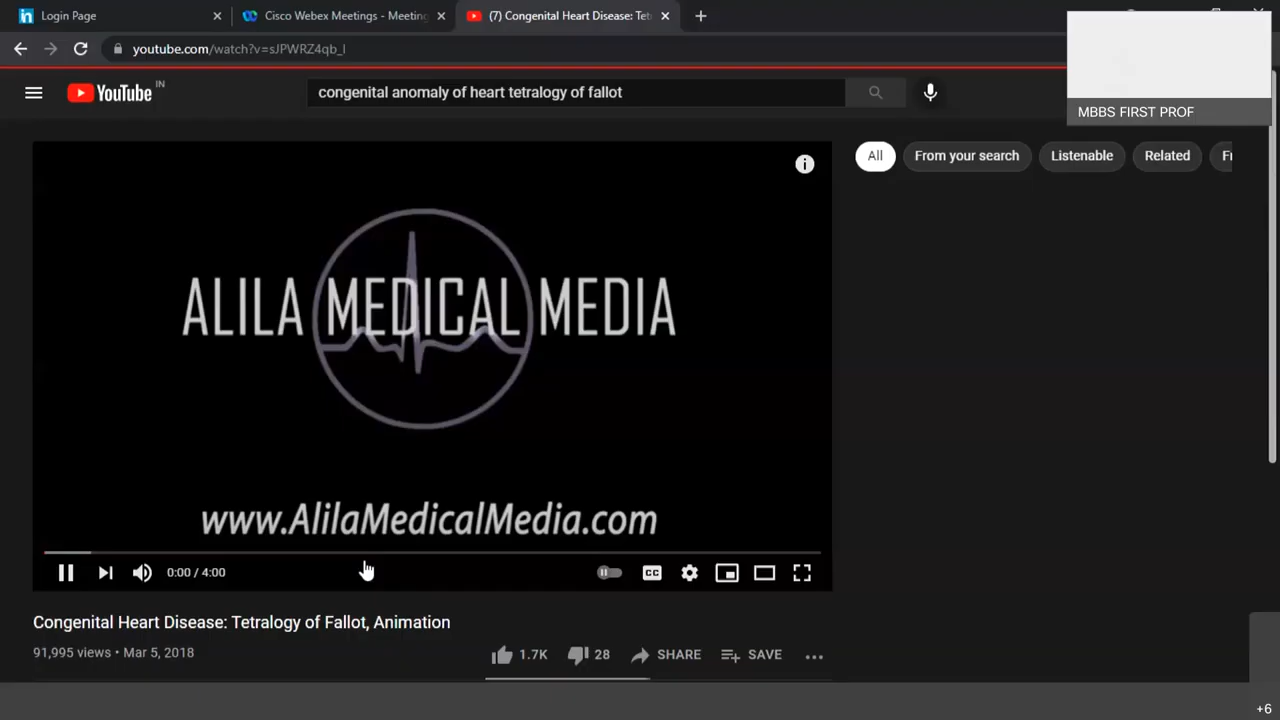 Login Page
Cisco Webex Meetings - Meeting
(7) Congenital Heart Disease: Tet
youtube.com/watch?v=sJPWRZ4qb_I
YouTube IN
congenital anomaly of heart tetralogy of fallot
MBBS FIRST PROF
All
From your search
Listenable
Related
ALILA MEDICAL MEDIA
www.AlilaMedicalMedia.com
0:00 / 4:00
CC
Congenital Heart Disease: Tetralogy of Fallot, Animation
91,995 views • Mar 5, 2018
1.7K
28
SHARE
SAVE
+6